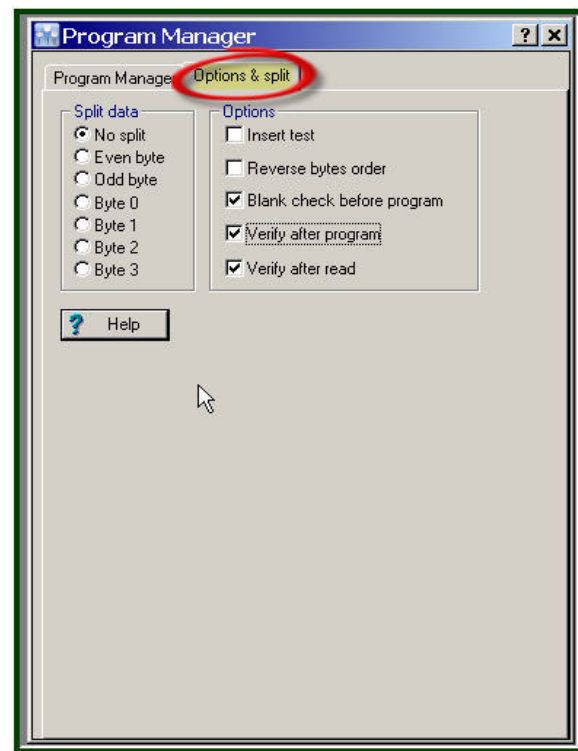 Program Manager
Program Manage
Options & split
Split data
No split
Even byte
Odd byte
Byte 0
Byte 1
Byte 2
Byte 3
Options
Insert test
Reverse bytes order
Blank check before program
Verify after program
Verify after read
? Help